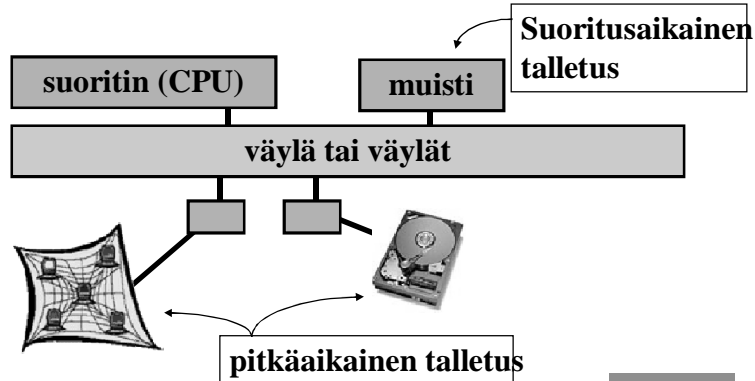 Suoritusaikainen
talletus
suoritin (CPU)
muisti
väylä tai väylät
pitkäaikainen talletus